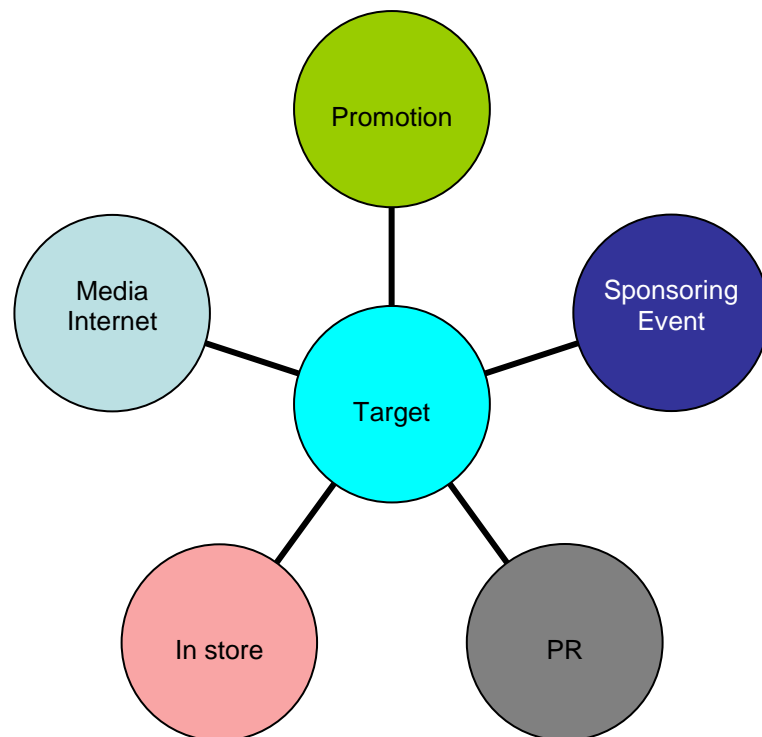 Promotion
Media
Internet
Sponsoring
Event
Target
In store
PR